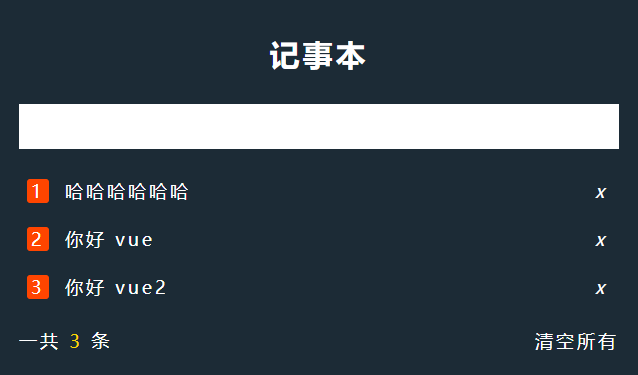 记事本
1 哈哈哈哈哈哈 x
2 你好 vue x
3 你好 vue2 x
一共 3 条 清空所有